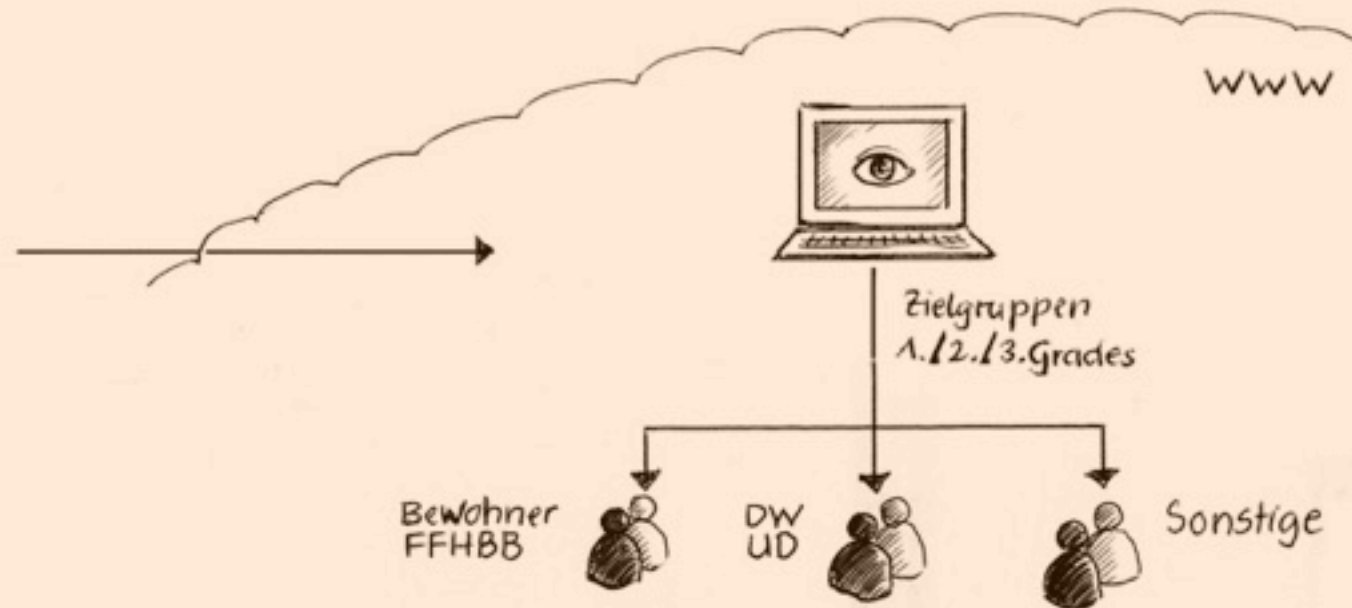 WWW
Zielgruppen
1./2./3.Grades
Bewohner
FFHBB
DW
UD
Sonstige